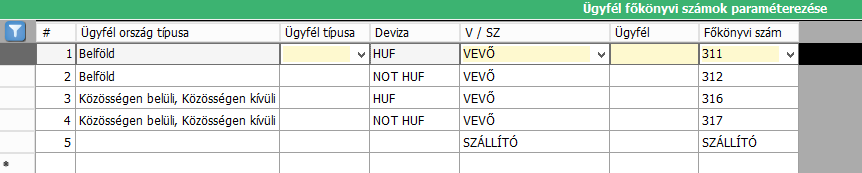 Ügyfél főkönyvi számok paraméterezése
# Ügyfél ország típusa Ügyfél típusa Deviza V / SZ Ügyfél Főkönyvi szám
1 Belföld HUF VEVŐ 311
2 Belföld NOT HUF VEVŐ 312
3 Közösségen belüli, Közösségen kívüli HUF VEVŐ 316
4 Közösségen belüli, Közösségen kívüli NOT HUF VEVŐ 317
5 SZÁLLÍTÓ SZÁLLÍTÓ
*